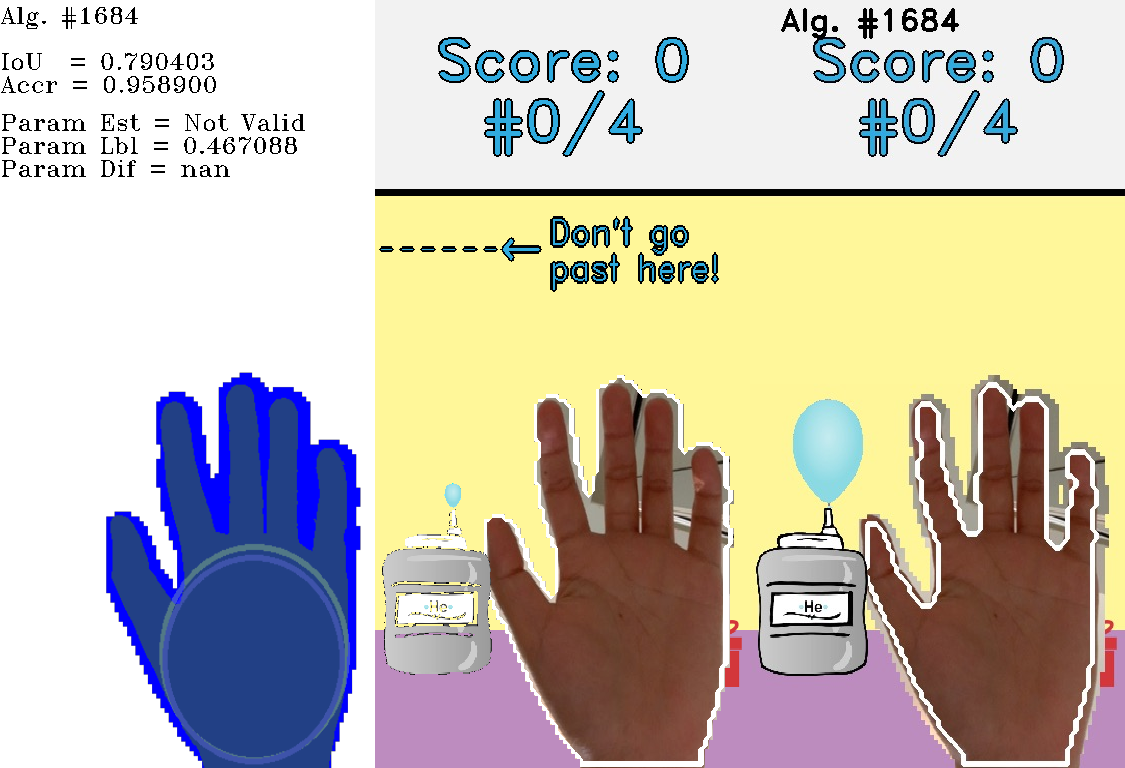 Alg. #1684
IoU = 0.790403
Accr = 0.958900
Param Est = Not Valid
Param Lbl = 0.467088
Param Dif = nan
Score: 0
#0/4
Don't go
past here!
He
Alg. #1684
Score: 0
#0/4
He